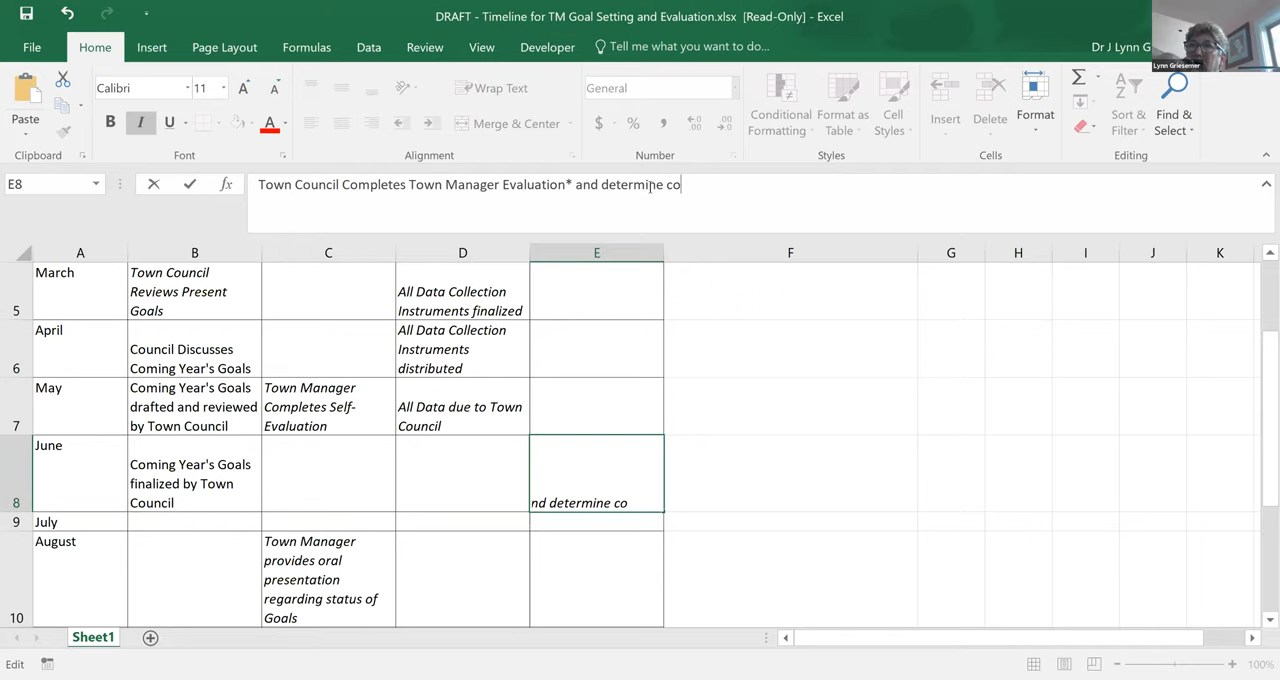 DRAFT - Timeline for TM Goal Setting and Evaluation.xlsx [Read-Only] - Excel
File Home Insert Page Layout Formulas Data Review View Developer Tell me what you want to do... Dr J Lynn G
Lynn Griesemer
Calibri 11 Wrap Text General
Paste B I U A Merge & Center $ % Conditional Formatting Format as Table Cell Styles Insert Delete Format Sort & Filter Find & Select
Clipboard Font Alignment Number Styles Cells Editing
E8 fx Town Council Completes Town Manager Evaluation* and determine co
A B C D E F G H I J K
5 March
Town Council
Reviews Present
Goals
All Data Collection
Instruments finalized
6 April
Council Discusses
Coming Year's Goals
All Data Collection
Instruments
distributed
7 May
Coming Year's Goals
drafted and reviewed
by Town Council
Town Manager
Completes Self-
Evaluation
All Data due to Town
Council
8 June
Coming Year's Goals
finalized by Town
Council
nd determine co
9 July
10 August
Town Manager
provides oral
presentation
regarding status of
Goals
Sheet1
Edit 100%